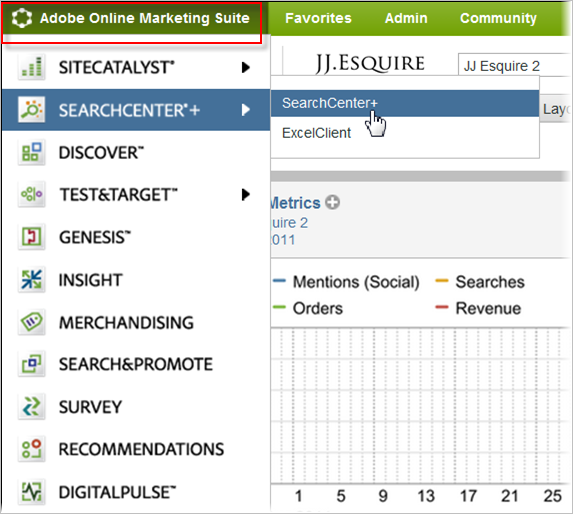 Adobe Online Marketing Suite
Favorites
Admin
Community
SITECATALYST®
SEARCHCENTER®+
DISCOVER™
TEST&TARGET™
GENESIS™
INSIGHT
MERCHANDISING
SEARCH&PROMOTE
SURVEY
RECOMMENDATIONS
DIGITALPULSE™
JJ.ESQUIRE
JJ Esquire 2
SearchCenter+
ExcelClient
Layo
Metrics
uire 2
2011
Mentions (Social)
Searches
Orders
Revenue
1 5 9 13 17 21 25